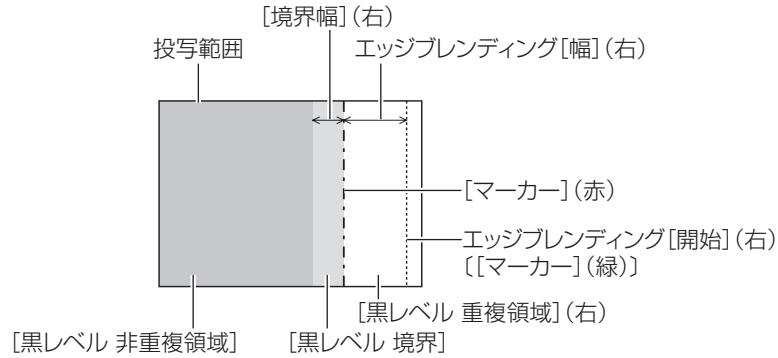 [境界幅](右)
投写範囲
エッジブレンディング[幅](右)
[マーカー](赤)
エッジブレンディング[開始](右)
〔[マーカー](緑)〕
[黒レベル 重複領域](右)
[黒レベル 非重複領域]
[黒レベル 境界]